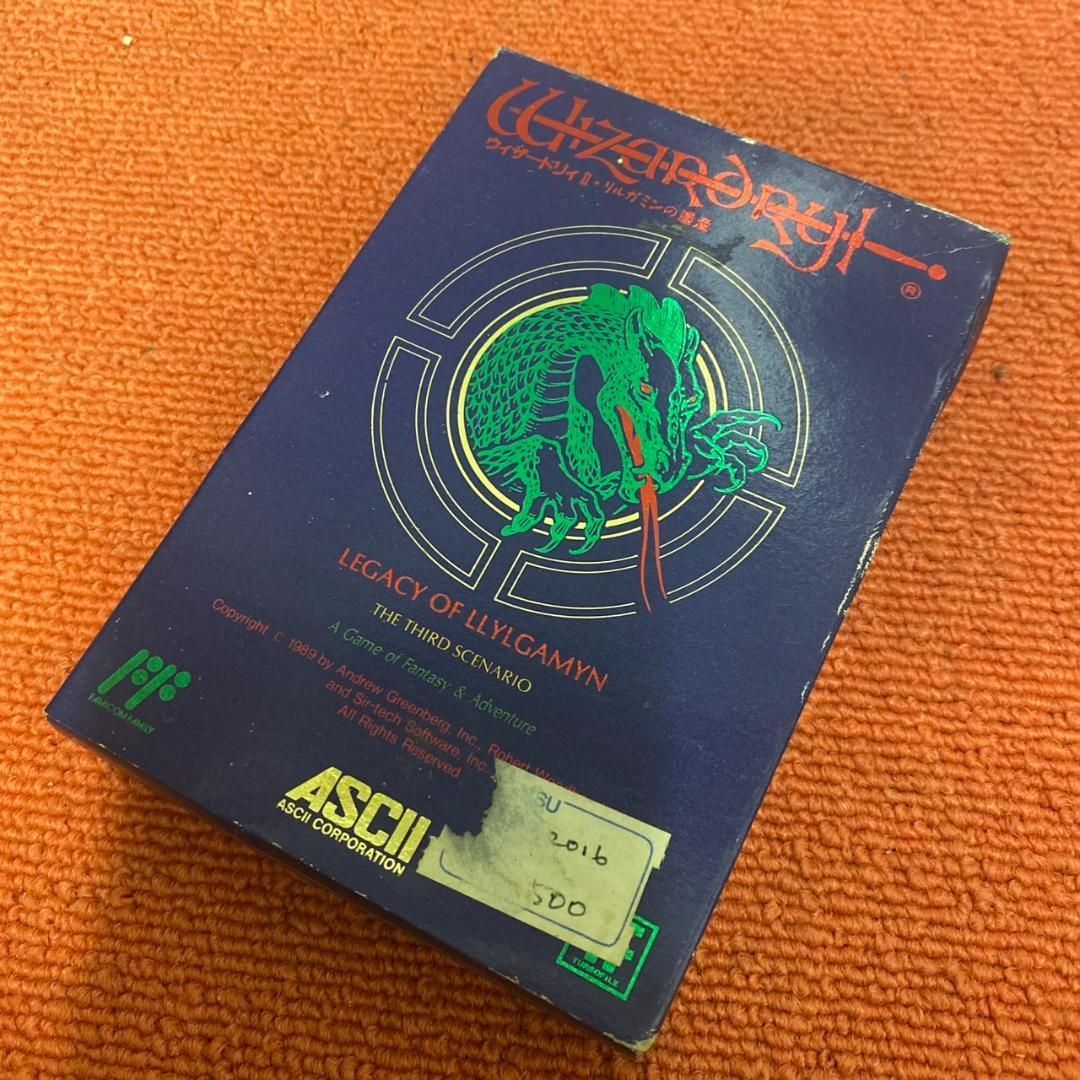 Wizardry
®
ウィザードリィII・リルガミンの遺産
LEGACY OF LLYLGAMYN
THE THIRD SCENARIO
A Game of Fantasy & Adventure
Copyright C 1989 by Andrew Greenberg, Inc., Robert
and Sir-tech Software, Inc.
All Rights Reserved
FAMICOM FAMILY
ASCII
ASCII CORPORATION
SU
2016
500
TURBOFILE